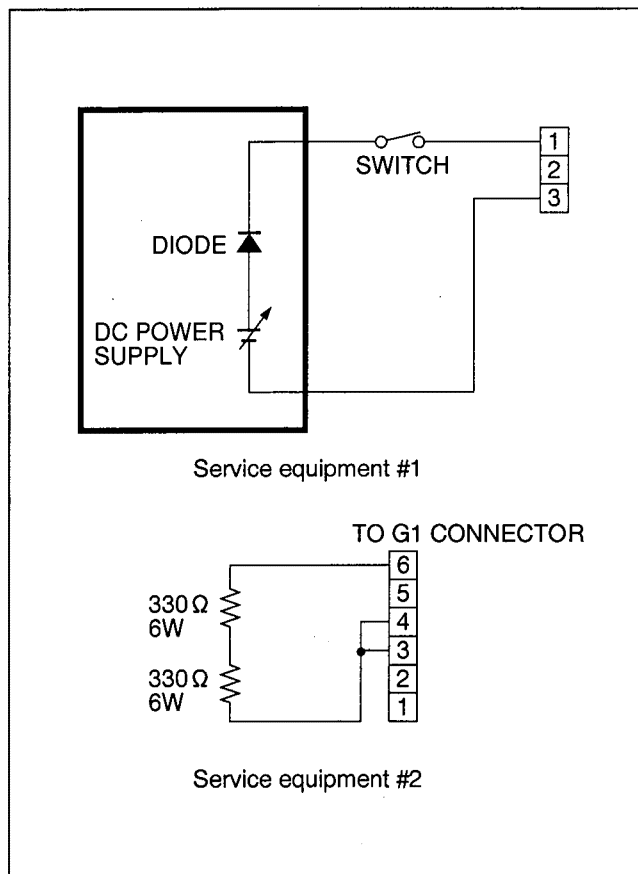 1
SWITCH
2
3
DIODE
DC POWER
SUPPLY
Service equipment #1
TO G1 CONNECTOR
6
330Ω
6W
5
4
3
330Ω
6W
2
1
Service equipment #2